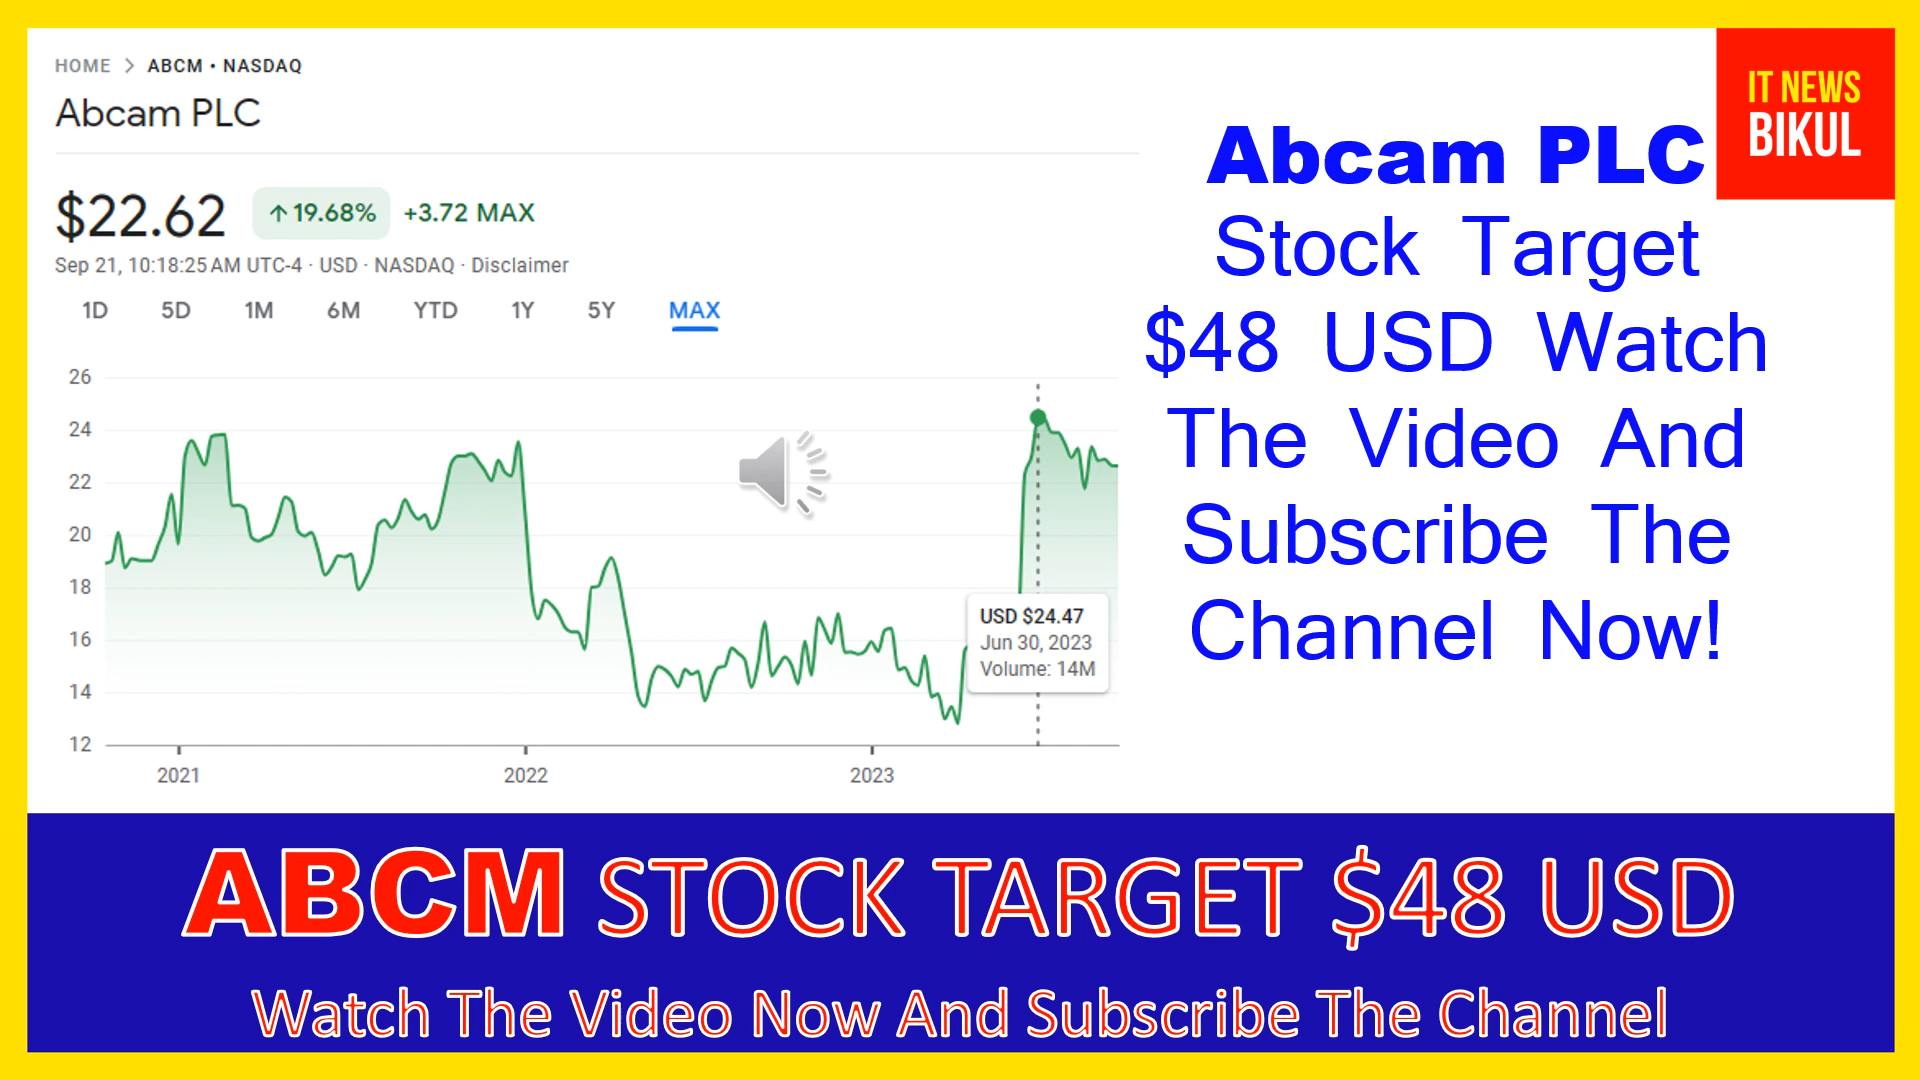 HOME > ABCM • NASDAQ
Abcam PLC
$22.62 ↑19.68% +3.72 MAX
Sep 21, 10:18:25 AM UTC-4 · USD · NASDAQ · Disclaimer
1D 5D 1M 6M YTD 1Y 5Y MAX
26
24
22
20
18
16
14
12
2021 2022 2023
USD $24.47
Jun 30, 2023
Volume: 14M
IT NEWS
BIKUL
Abcam PLC
Stock Target
$48 USD Watch
The Video And
Subscribe The
Channel Now!
ABCM STOCK TARGET $48 USD
Watch The Video Now And Subscribe The Channel